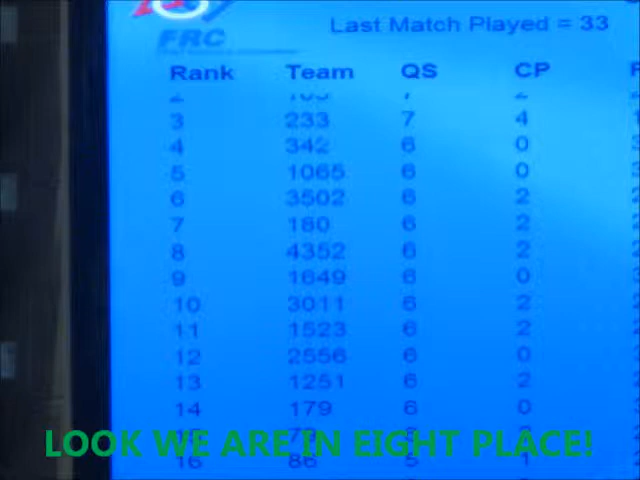 FRC
Last Match Played = 33
Rank Team QS CP
3 233 7 4
4 342 6 0
5 1065 6 0
6 3502 6 2
7 180 6 2
8 4352 6 2
9 1649 6 0
10 3011 6 2
11 1523 6 2
12 2556 6 0
13 1251 6 2
14 179 6 0
LOOK WE ARE IN EIGHT PLACE!
16 86 5 1